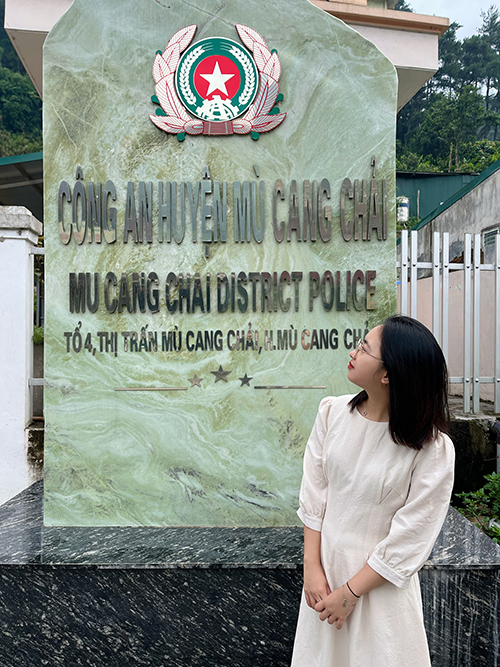 CÔNG AN HUYỆN MÙ CANG CHẢI
MU CANG CHAI DISTRICT POLICE
TỔ 4, THỊ TRẤN MÙ CANG CHẢI, H.MÙ CANG